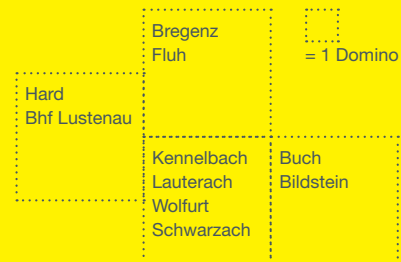 Bregenz
Fluh
= 1 Domino
Hard
Bhf Lustenau
Kennelbach
Lauterach
Wolfurt
Schwarzach
Buch
Bildstein